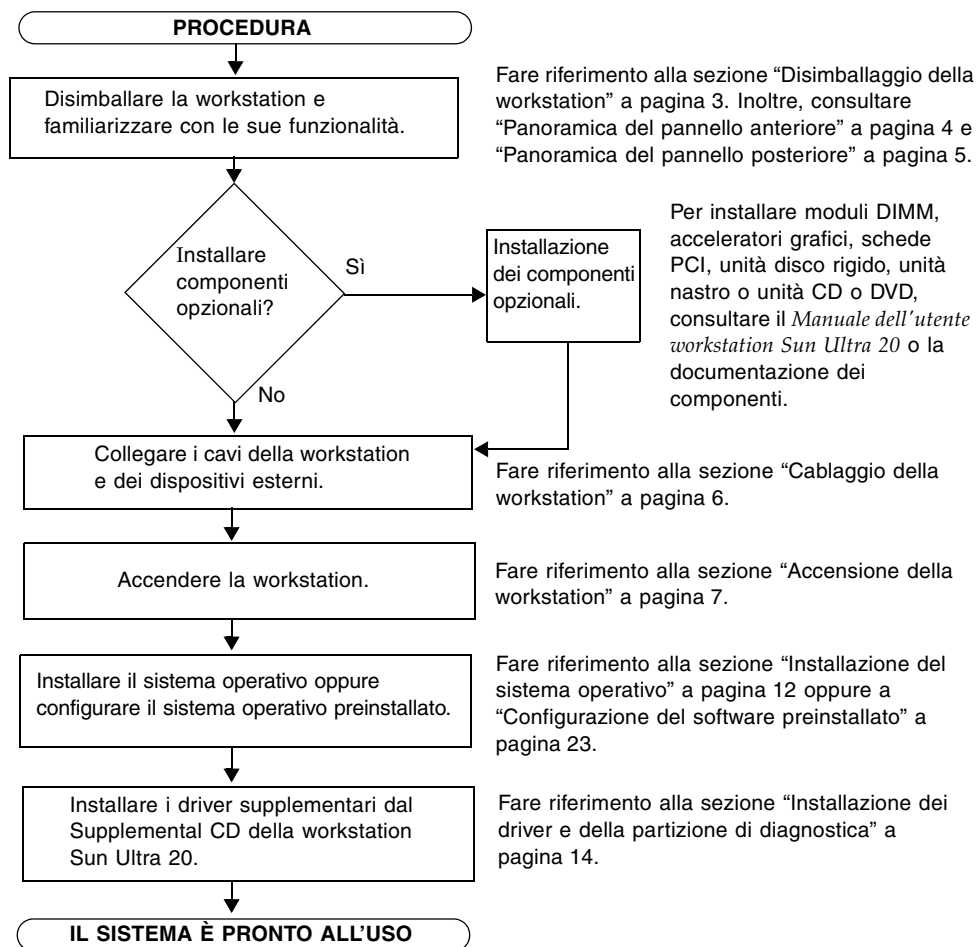 PROCEDURA
Disimballare la workstation e
familiarizzare con le sue funzionalità.
Fare riferimento alla sezione “Disimballaggio della
workstation” a pagina 3. Inoltre, consultare
“Panoramica del pannello anteriore” a pagina 4 e
“Panoramica del pannello posteriore” a pagina 5.
Installare
componenti
opzionali?
Sì
Installazione
dei componenti
opzionali.
Per installare moduli DIMM,
acceleratori grafici, schede
PCI, unità disco rigido, unità
nastro o unità CD o DVD,
consultare il Manuale dell'utente
workstation Sun Ultra 20 o la
documentazione dei
componenti.
No
Collegare i cavi della workstation
e dei dispositivi esterni.
Fare riferimento alla sezione “Cablaggio della
workstation” a pagina 6.
Accendere la workstation.
Fare riferimento alla sezione “Accensione della
workstation” a pagina 7.
Installare il sistema operativo oppure
configurare il sistema operativo preinstallato.
Fare riferimento alla sezione “Installazione del
sistema operativo” a pagina 12 oppure a
“Configurazione del software preinstallato” a
pagina 23.
Installare i driver supplementari dal
Supplemental CD della workstation
Sun Ultra 20.
Fare riferimento alla sezione “Installazione dei
driver e della partizione di diagnostica” a
pagina 14.
IL SISTEMA È PRONTO ALL’USO